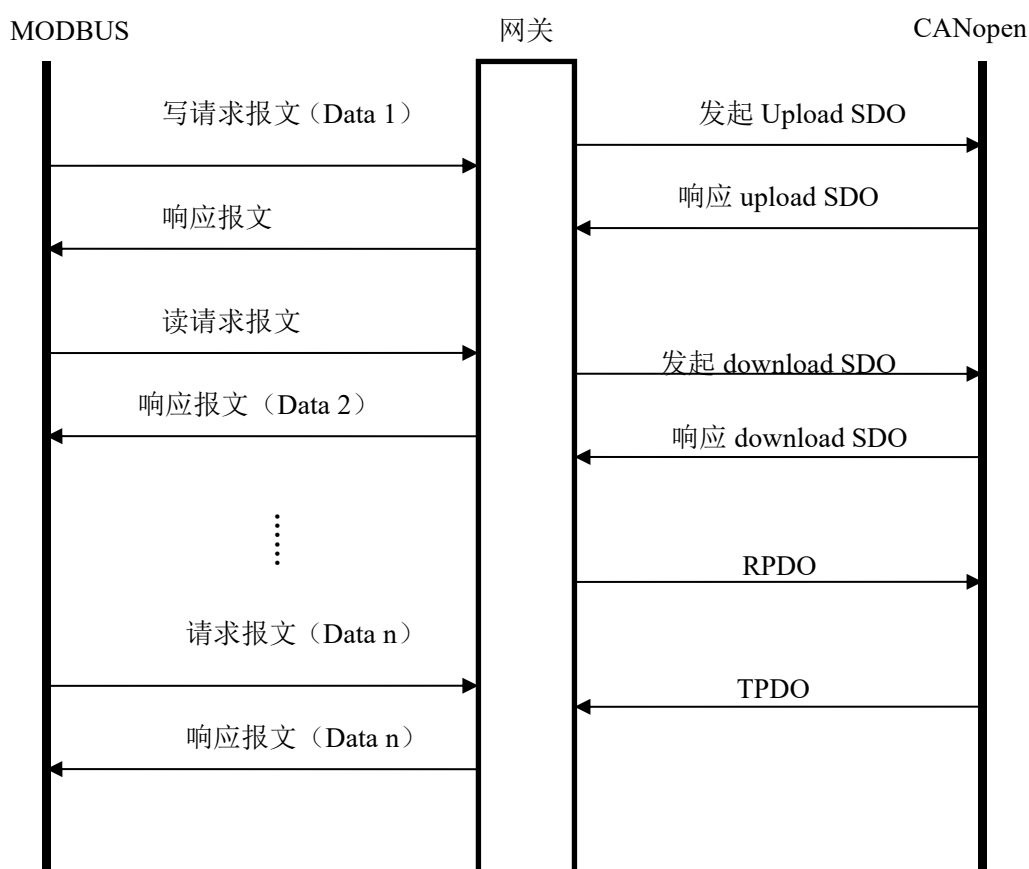 MODBUS
网关
CANopen
写请求报文（Data 1）
发起 Upload SDO
响应 upload SDO
响应报文
读请求报文
发起 download SDO
响应报文（Data 2）
响应 download SDO
……
RPDO
请求报文（Data n）
TPDO
响应报文（Data n）